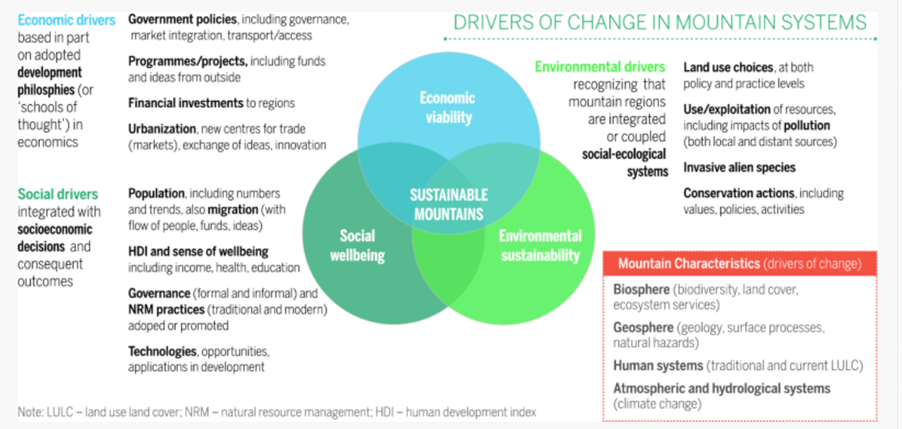 DRIVERS OF CHANGE IN MOUNTAIN SYSTEMS
Economic drivers
based in part
on adopted
development
philosphies (or
‘schools of
thought’) in
economics
Government policies, including governance,
market integration, transport/access
Programmes/projects, including funds
and ideas from outside
Financial investments to regions
Urbanization, new centres for trade
(markets), exchange of ideas, innovation
Social drivers
integrated with
socioeconomic
decisions and
consequent
outcomes
Population, including numbers
and trends, also migration (with
flow of people, funds, ideas)
HDI and sense of wellbeing
including income, health, education
Governance (formal and informal) and
NRM practices (traditional and modern)
adopted or promoted
Technologies, opportunities,
applications in development
Economic
viability
SUSTAINABLE
MOUNTAINS
Social
wellbeing
Environmental
sustainability
Environmental drivers
recognizing that
mountain regions
are integrated
or coupled
social-ecological
systems
Land use choices, at both
policy and practice levels
Use/exploitation of resources,
including impacts of pollution
(both local and distant sources)
Invasive alien species
Conservation actions, including
values, policies, activities
Mountain Characteristics (drivers of change)
Biosphere (biodiversity, land cover,
ecosystem services)
Geosphere (geology, surface processes,
natural hazards)
Human systems (traditional and current LULC)
Atmospheric and hydrological systems
(climate change)
Note: LULC – land use land cover; NRM – natural resource management; HDI – human development index